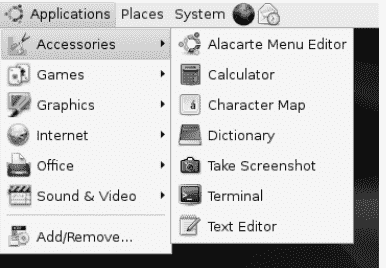 Applications Places System
Accessories
Games
Graphics
Internet
Office
Sound & Video
Add/Remove...
Alacarte Menu Editor
Calculator
á Character Map
Dictionary
Take Screenshot
Terminal
Text Editor